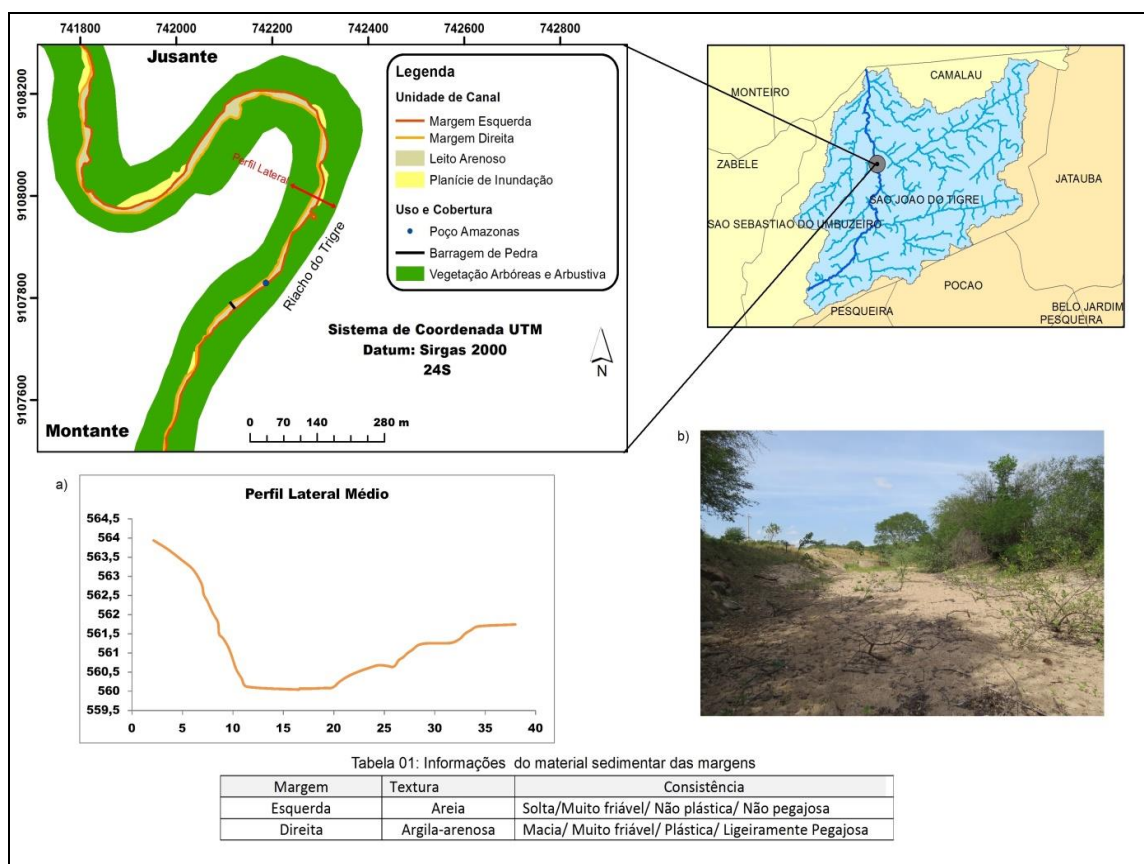 741800 742000 742200 742400 742600 742800
Jusante
9108200
9108000
9107800
9107600
Legenda
Unidade de Canal
Margem Esquerda
Margem Direita
Leito Arenoso
Planície de Inundação
Uso e Cobertura
Poço Amazonas
Barragem de Pedra
Vegetação Arbóreas e Arbustiva
Perfil Lateral
Riacho do Trigre
Sistema de Coordenada UTM
Datum: Sirgas 2000
24S
N
Montante
0 70 140 280 m
CAMALAU
MONTEIRO
ZABELE
JATAUBA
SAO JOAO DO TIGRE
SAO SEBASTIAO DO UMBUZEIRO
POCAO
PESQUEIRA
BELO JARDIM
PESQUEIRA
a)
Perfil Lateral Médio
564,5
564
563,5
563
562,5
562
561,5
561
560,5
560
559,5
0 5 10 15 20 25 30 35 40
b)
Tabela 01: Informações do material sedimentar das margens
Margem Textura Consistência
Esquerda Areia Solta/Muito friável/ Não plástica/ Não pegajosa
Direita Argila-arenosa Macia/ Muito friável/ Plástica/ Ligeiramente Pegajosa